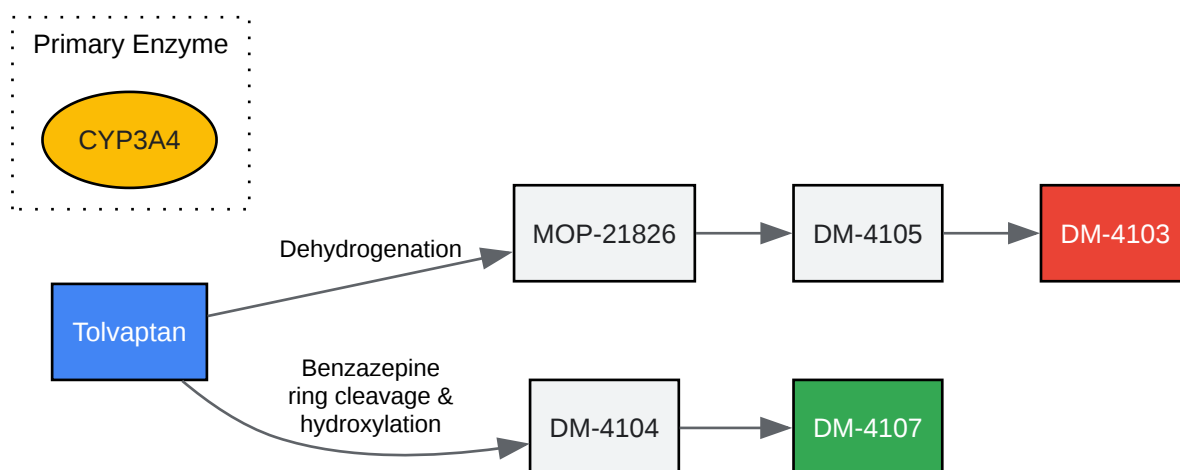 Primary Enzyme
CYP3A4
Dehydrogenation
MOP-21826
DM-4105
DM-4103
Tolvaptan
Benzazepine
ring cleavage &
hydroxylation
DM-4104
DM-4107